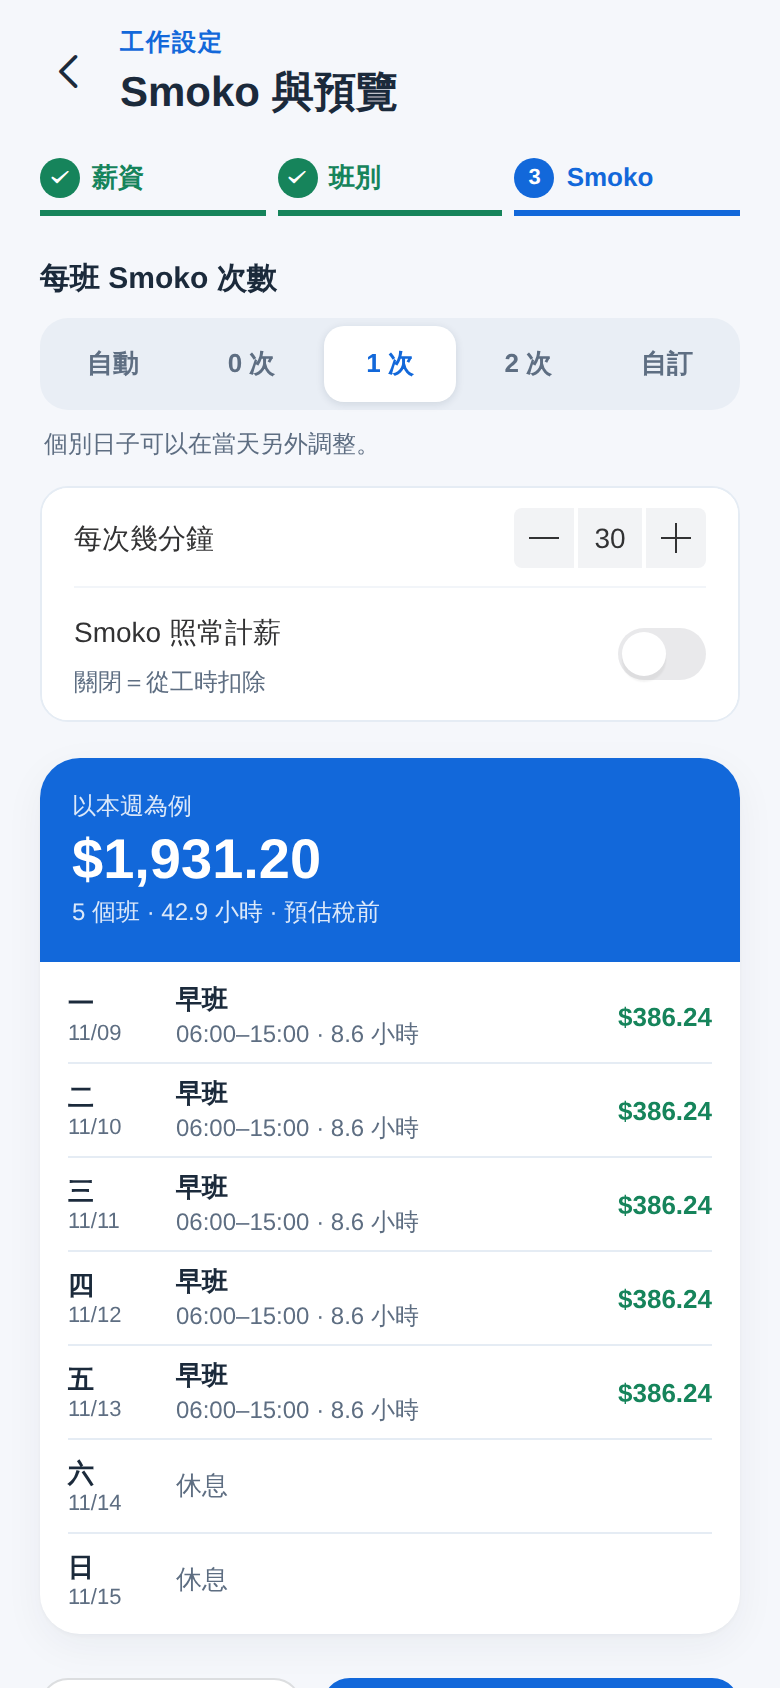 工作設定
Smoko 與預覽
薪資
班別
3 Smoko
每班 Smoko 次數
自動 0 次 1 次 2 次 自訂
個別日子可以在當天另外調整。
每次幾分鐘 30
Smoko 照常計薪
關閉＝從工時扣除
以本週為例
$1,931.20
5 個班 · 42.9 小時 · 預估稅前
一 早班
11/09 06:00–15:00 · 8.6 小時 $386.24
二 早班
11/10 06:00–15:00 · 8.6 小時 $386.24
三 早班
11/11 06:00–15:00 · 8.6 小時 $386.24
四 早班
11/12 06:00–15:00 · 8.6 小時 $386.24
五 早班
11/13 06:00–15:00 · 8.6 小時 $386.24
六 休息
11/14
日 休息
11/15